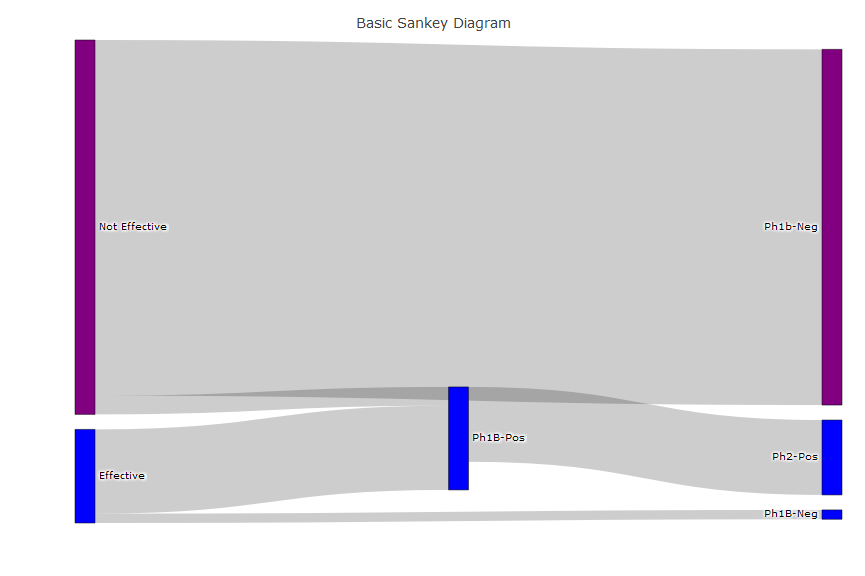 Basic Sankey Diagram
Not Effective
Ph1b-Neg
Ph1B-Pos
Ph2-Pos
Effective
Ph1B-Neg